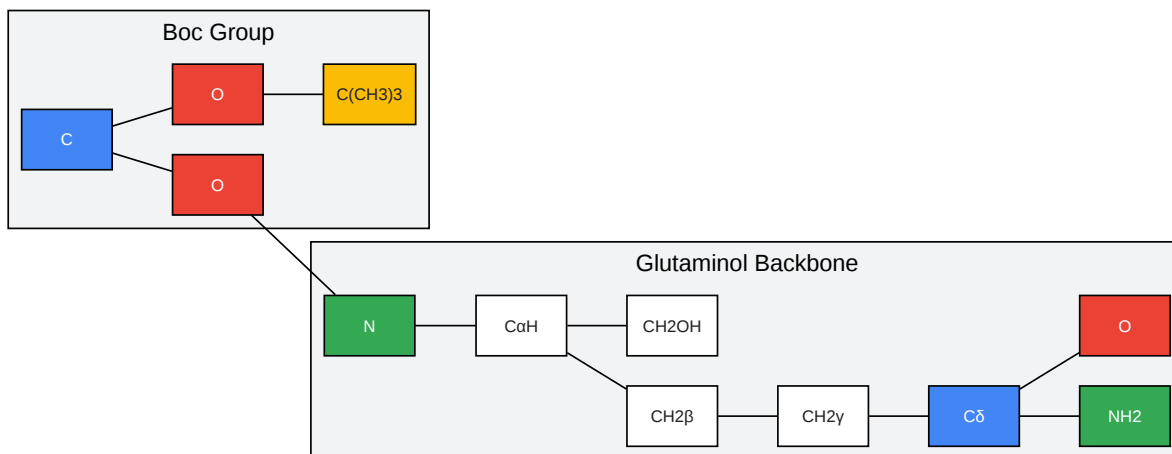 Boc Group
O
C(CH3)3
C
O
Glutaminol Backbone
N
CαH
CH2OH
O
CH2β
CH2γ
Cδ
NH2